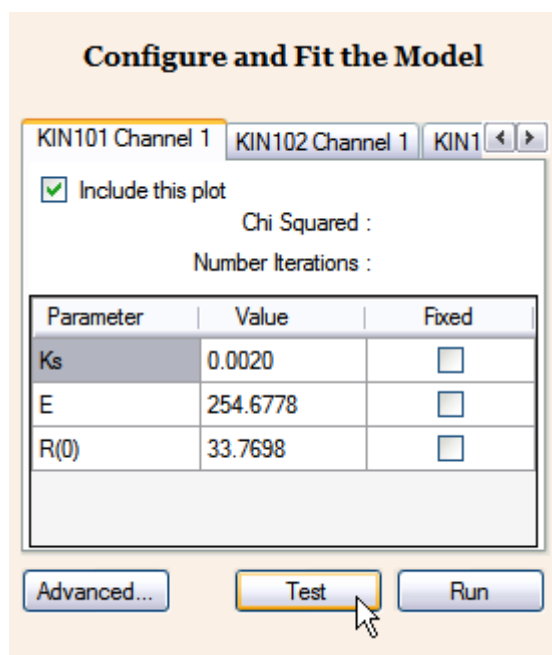 Configure and Fit the Model
KIN101 Channel 1 KIN102 Channel 1 KIN1
Include this plot
Chi Squared :
Number Iterations :
Parameter Value Fixed
Ks 0.0020
E 254.6778
R(0) 33.7698
Advanced... Test Run